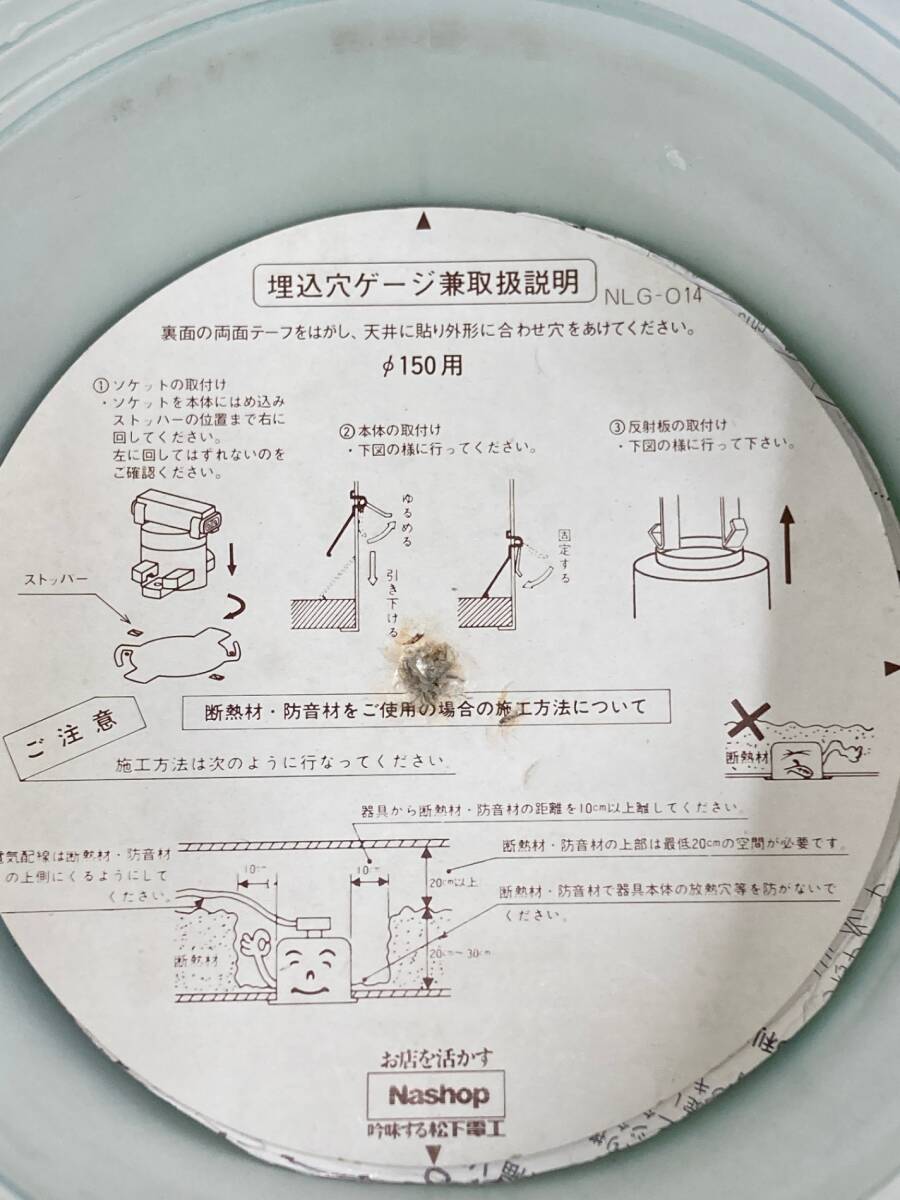 埋込穴ゲージ兼取扱説明
NLG-014
裏面の両面テープをはがし、天井に貼り外形に合わせ穴をあけてください。
φ150用
①ソケットの取付け
・ソケットを本体にはめ込み
ストッパーの位置まで右に
回してください。
左に回してはずれないのを
ご確認ください。
②本体の取付け
・下図の様に行ってください。
③反射板の取付け
・下図の様に行って下さい。
ストッパー
ゆるめる
引き下げる
固定する
ご注意
断熱材・防音材をご使用の場合の施工方法について
施工方法は次のように行なってください
断熱材
器具から断熱材・防音材の距離を10cm以上離してください。
電気配線は断熱材・防音材
の上側にくるようにして
ください。
10cm
10cm
20cm以上
断熱材・防音材の上部は最低20cmの空間が必要です。
断熱材・防音材で器具本体の放熱穴等を防がないで
ください。
断熱材
20cm〜30cm
お店を活かす
Nashop
吟味する松下電工